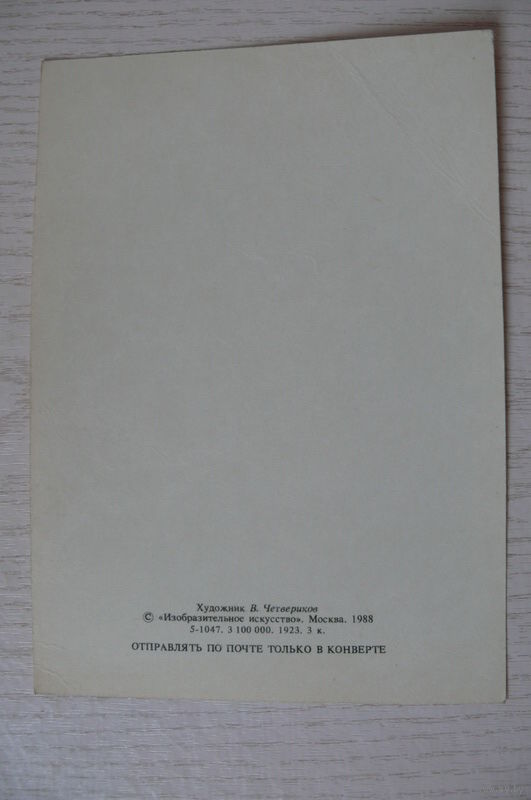 Художник В. Четвериков
© «Изобразительное искусство». Москва. 1988
5-1047. 3 100 000. 1923. 3 к.
ОТПРАВЛЯТЬ ПО ПОЧТЕ ТОЛЬКО В КОНВЕРТЕ